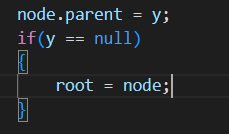 node.parent = y;
if(y == null)
{
    root = node;
}